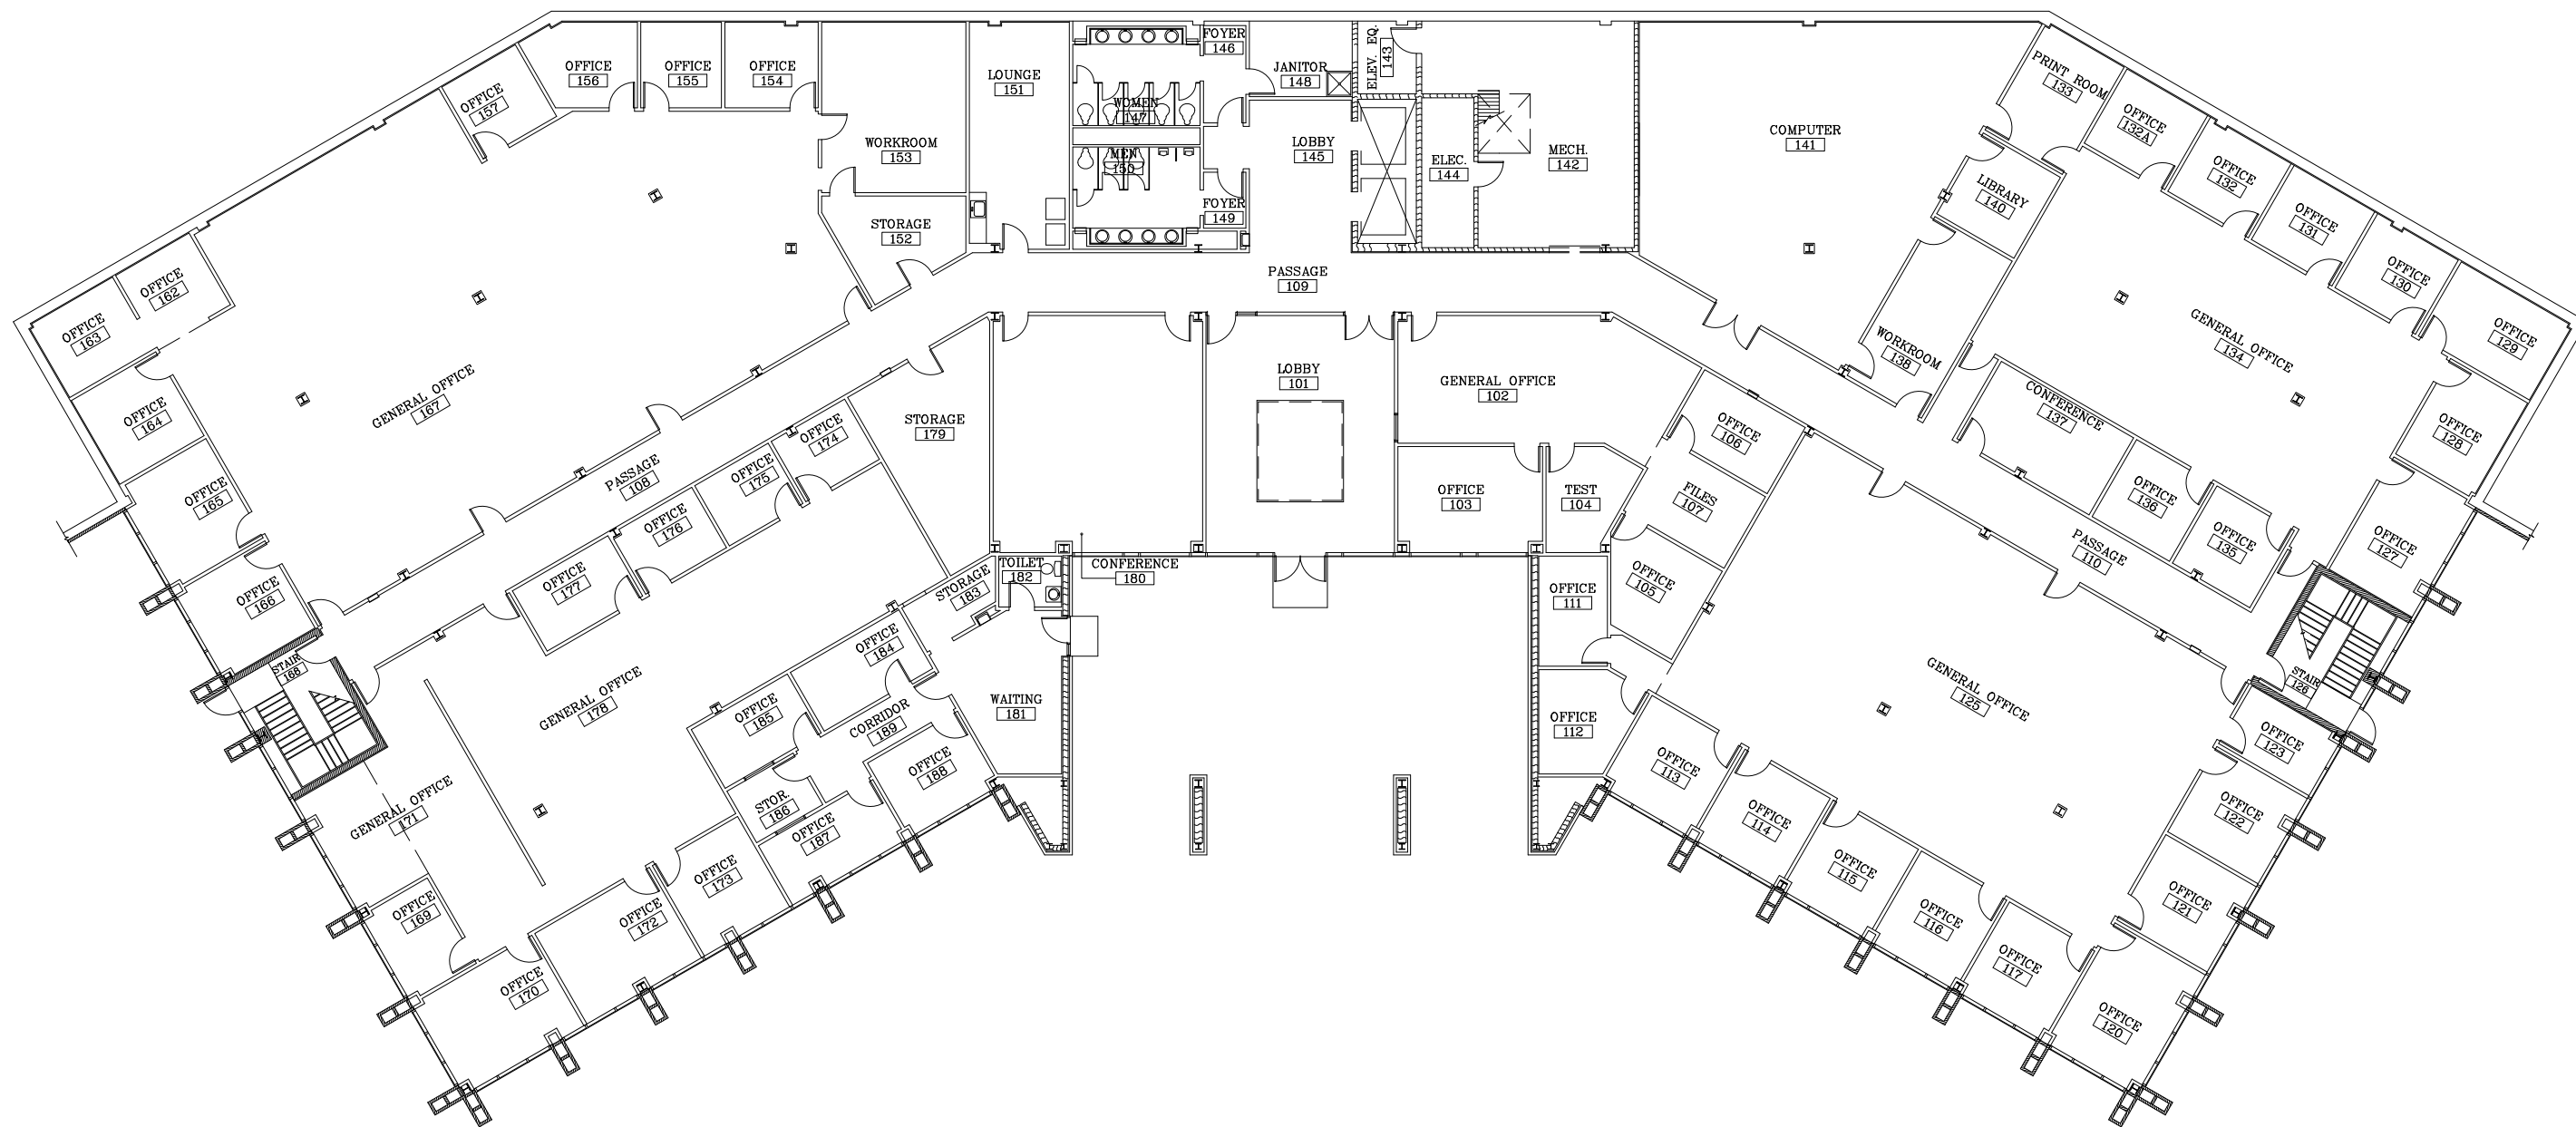 OFFICE
156
OFFICE
155
OFFICE
154
OFFICE
157
WORKROOM
153
STORAGE
152
LOUNGE
151
WOMEN
147
MEN
150
FOYER
146
FOYER
149
JANITOR
148
LOBBY
145
ELEV. EQ.
143
ELEC.
144
MECH.
142
COMPUTER
141
PRINT ROOM
133
OFFICE
132A
OFFICE
132
OFFICE
131
OFFICE
130
OFFICE
129
OFFICE
128
OFFICE
127
LIBRARY
140
WORKROOM
138
GENERAL OFFICE
134
CONFERENCE
137
OFFICE
136
OFFICE
135
PASSAGE
110
PASSAGE
109
LOBBY
101
GENERAL OFFICE
102
OFFICE
103
TEST
104
OFFICE
106
FILES
107
OFFICE
105
OFFICE
111
OFFICE
112
OFFICE
113
OFFICE
114
OFFICE
115
OFFICE
116
OFFICE
117
OFFICE
120
OFFICE
121
OFFICE
122
OFFICE
123
GENERAL OFFICE
125
STAIR
126
OFFICE
162
OFFICE
163
OFFICE
164
OFFICE
165
OFFICE
166
GENERAL OFFICE
167
PASSAGE
108
STORAGE
179
OFFICE
174
OFFICE
175
OFFICE
176
OFFICE
177
GENERAL OFFICE
178
STAIR
168
GENERAL OFFICE
171
OFFICE
169
OFFICE
170
OFFICE
172
OFFICE
173
OFFICE
184
OFFICE
185
STOR.
186
OFFICE
187
OFFICE
188
CORRIDOR
189
STORAGE
183
TOILET
182
CONFERENCE
180
WAITING
181